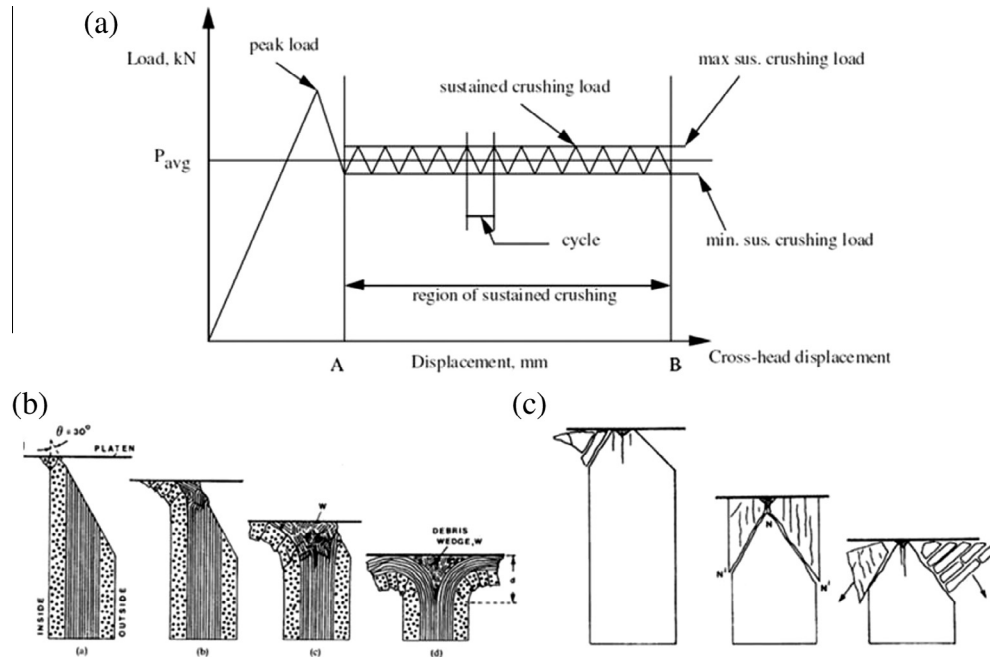 (a)
Load, kN
peak load
max sus. crushing load
sustained crushing load
P avg
min. sus. crushing load
cycle
region of sustained crushing
A
Displacement, mm
B
Cross-head displacement
(b)
(c)
θ = 30°
PLATEN
W
DEBRIS
WEDGE, W
d
INSIDE
OUTSIDE
(a)
(b)
(c)
(d)
N
N'
N'